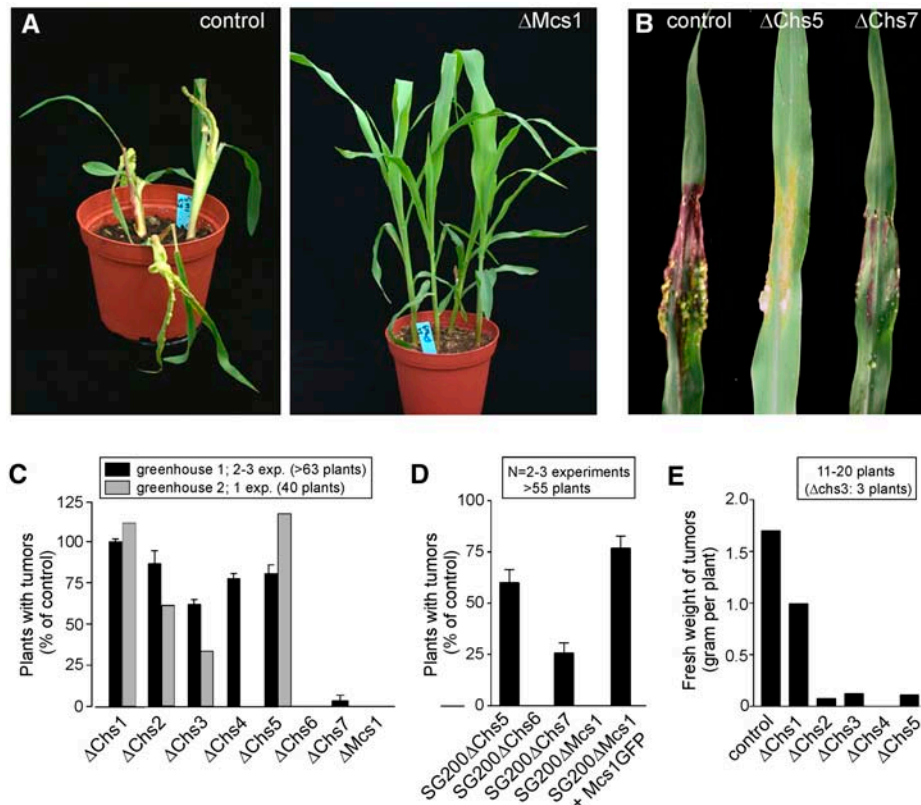 A
control
ΔMcs1
B
control
ΔChs5
ΔChs7
C
greenhouse 1; 2-3 exp. (>63 plants)
greenhouse 2; 1 exp. (40 plants)
Plants with tumors
(% of control)
125
100
75
50
25
0
ΔChs1
ΔChs2
ΔChs3
ΔChs4
ΔChs5
ΔChs6
ΔChs7
ΔMcs1
D
N=2-3 experiments
>55 plants
Plants with tumors
(% of control)
100
75
50
25
0
SG200ΔChs5
SG200ΔChs6
SG200ΔChs7
SG200ΔMcs1
SG200ΔMcs1
+ Mcs1GFP
E
11-20 plants
(Δchs3: 3 plants)
Fresh weight of tumors
(gram per plant)
2.0
1.5
1.0
0.5
0
control
ΔChs1
ΔChs2
ΔChs3
ΔChs4
ΔChs5